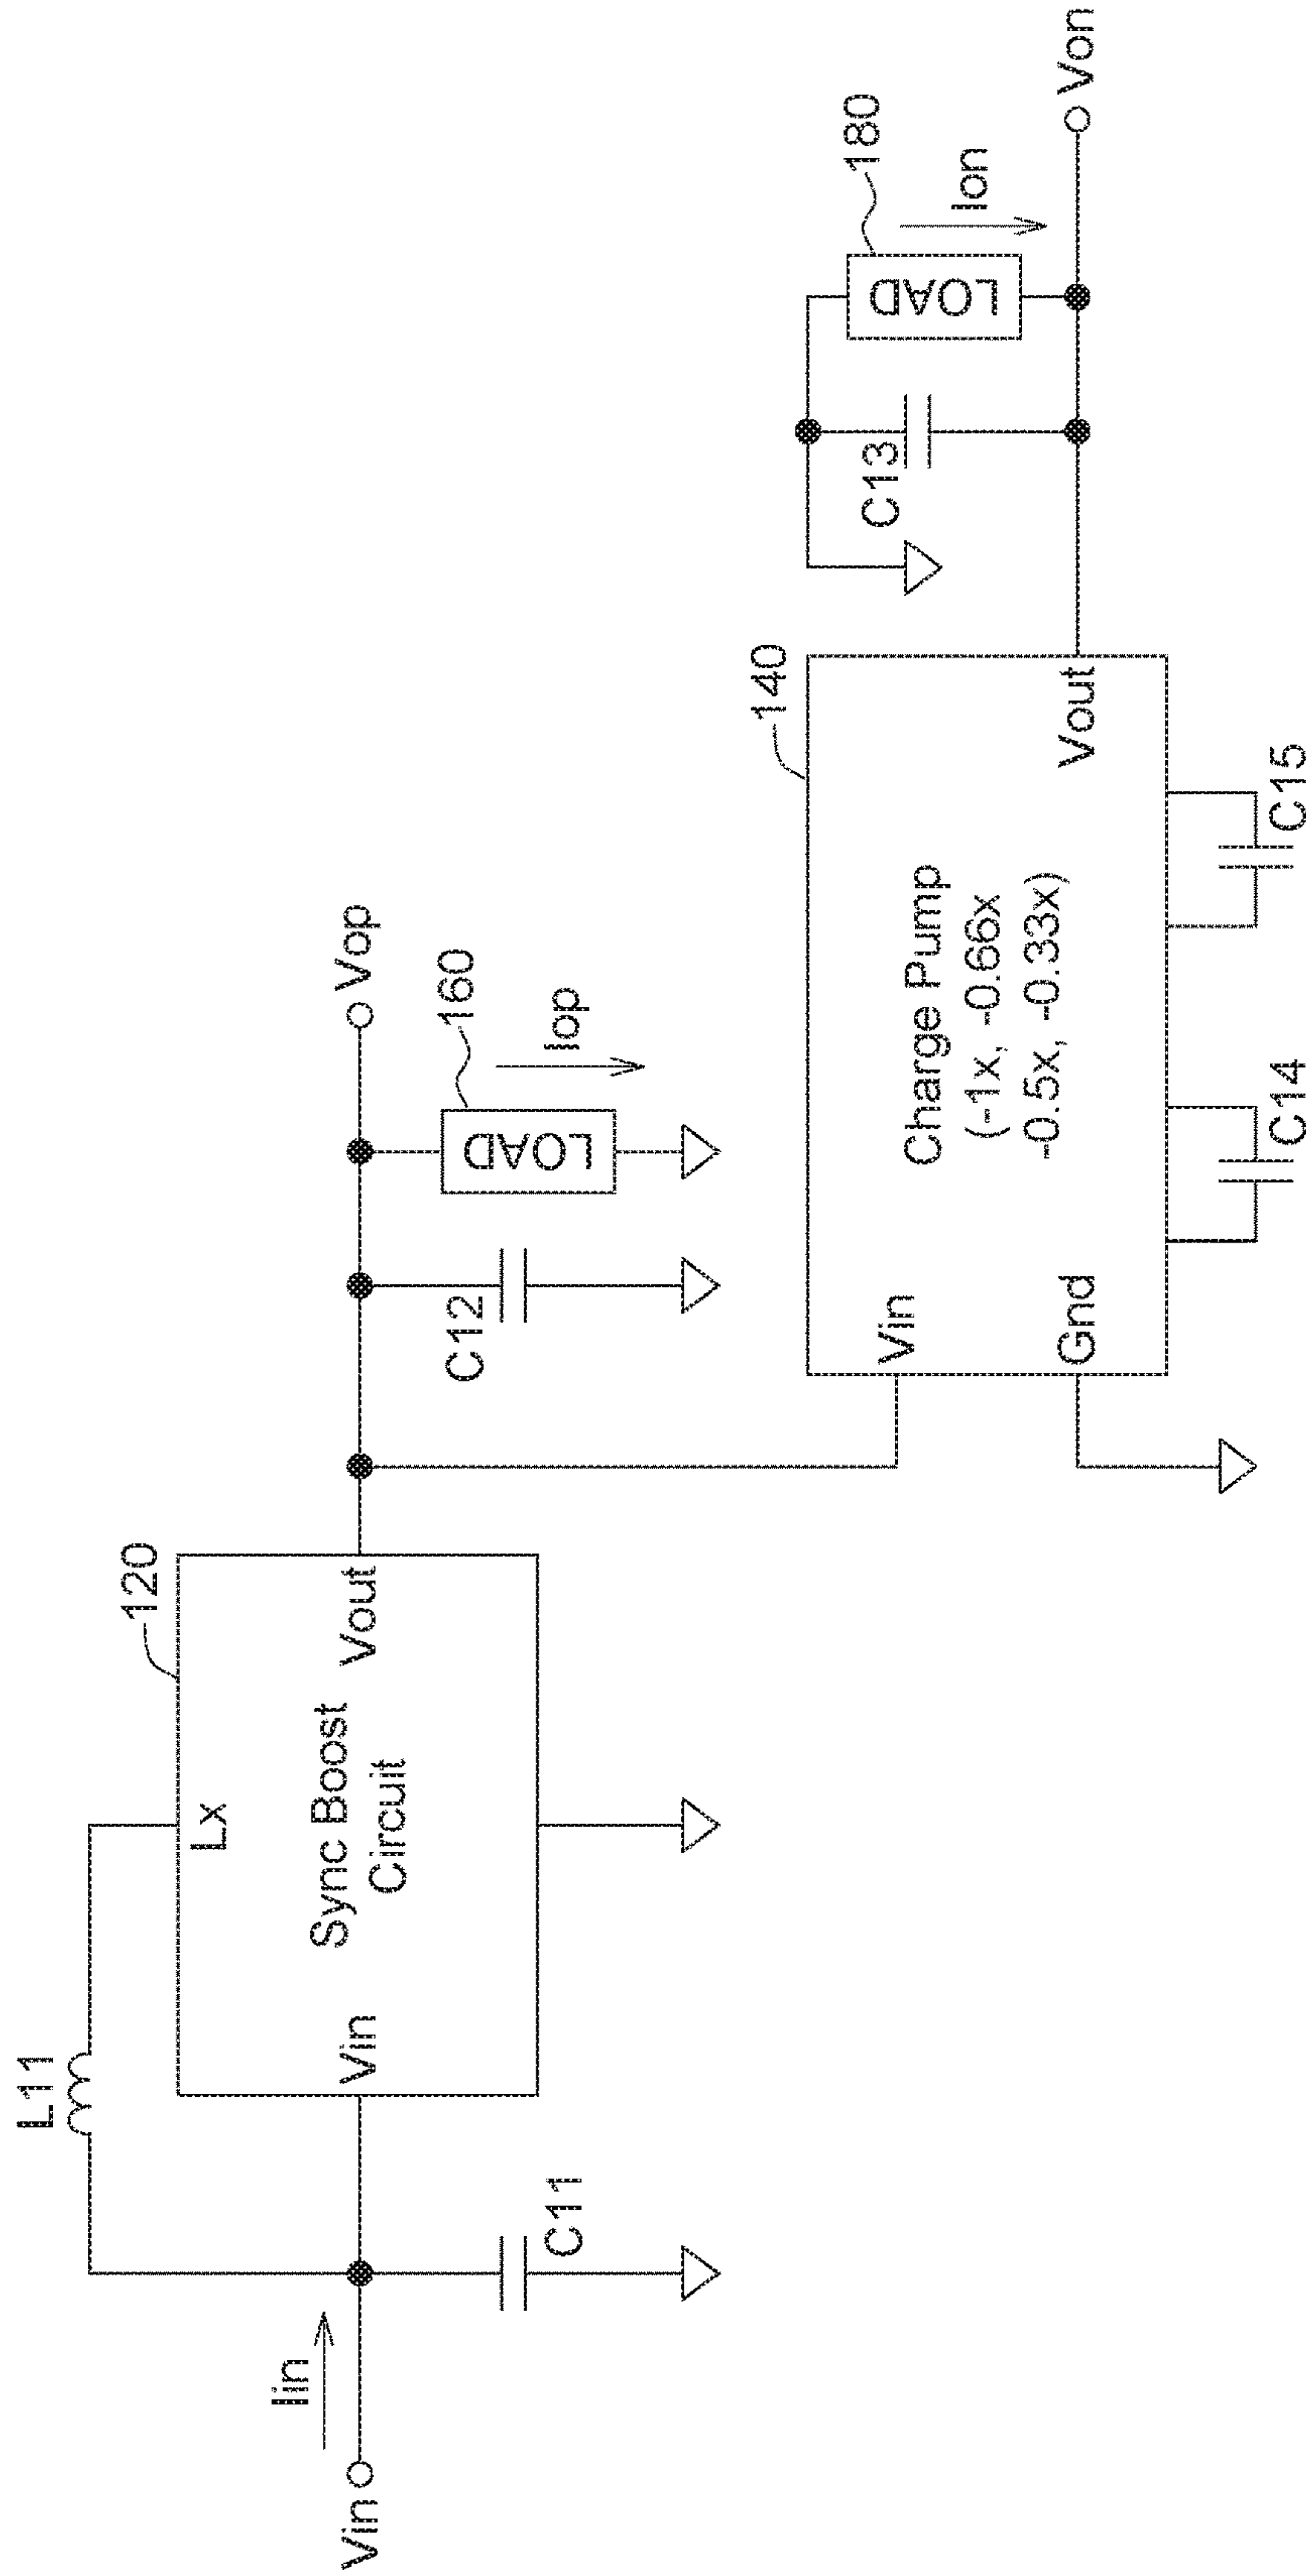 L11
120
Lx
Iin
Vin
Vin
Sync Boost
Circuit
Vout
C11
Vop
C12
LOAD
160
Iop
140
Vin
Gnd
Charge Pump
(-1x, -0.66x
-0.5x, -0.33x)
Vout
C14
C15
C13
LOAD
180
Ion
Von